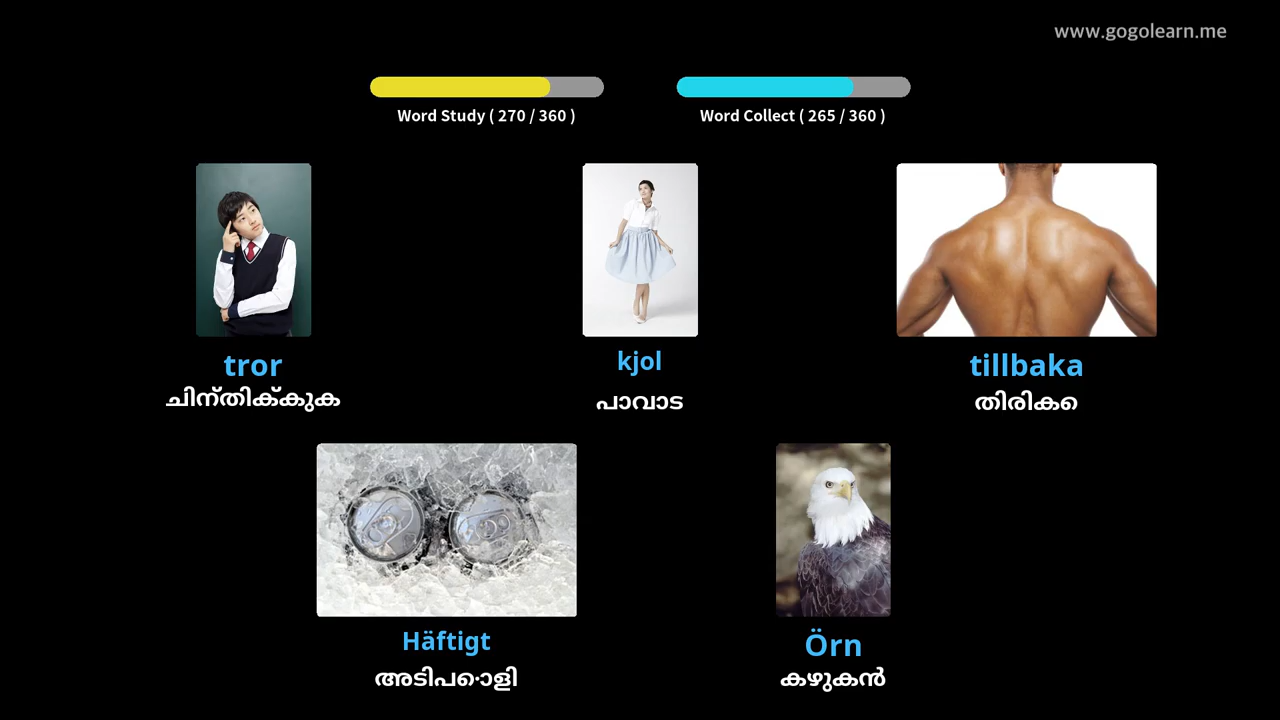 www.gogolearn.me
Word Study ( 270 / 360 )
Word Collect ( 265 / 360 )
tror
ചിന്തിക്കുക
kjol
പാവാട
tillbaka
തിരികെ
Häftigt
അടിപൊളി
Örn
കഴുകൻ